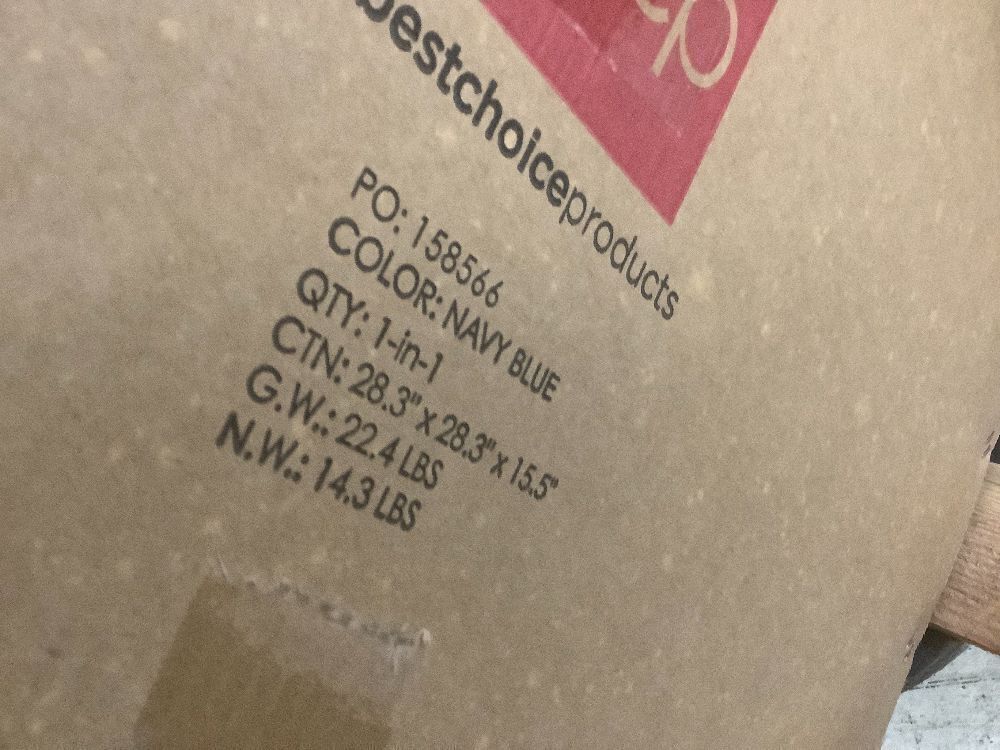 cp
bestchoiceproducts
PO: 158566
COLOR: NAVY BLUE
QTY: 1-in-1
CTN: 28.3" x 28.3" x 15.5"
G.W.: 22.4 LBS
N.W.: 14.3 LBS